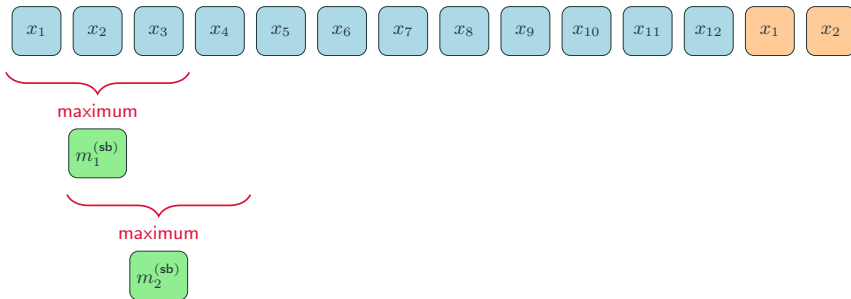 x₁ x₂ x₃ x₄ x₅ x₆ x₇ x₈ x₉ x₁₀ x₁₁ x₁₂ x₁ x₂
maximum
m₁^(sb)
maximum
m₂^(sb)